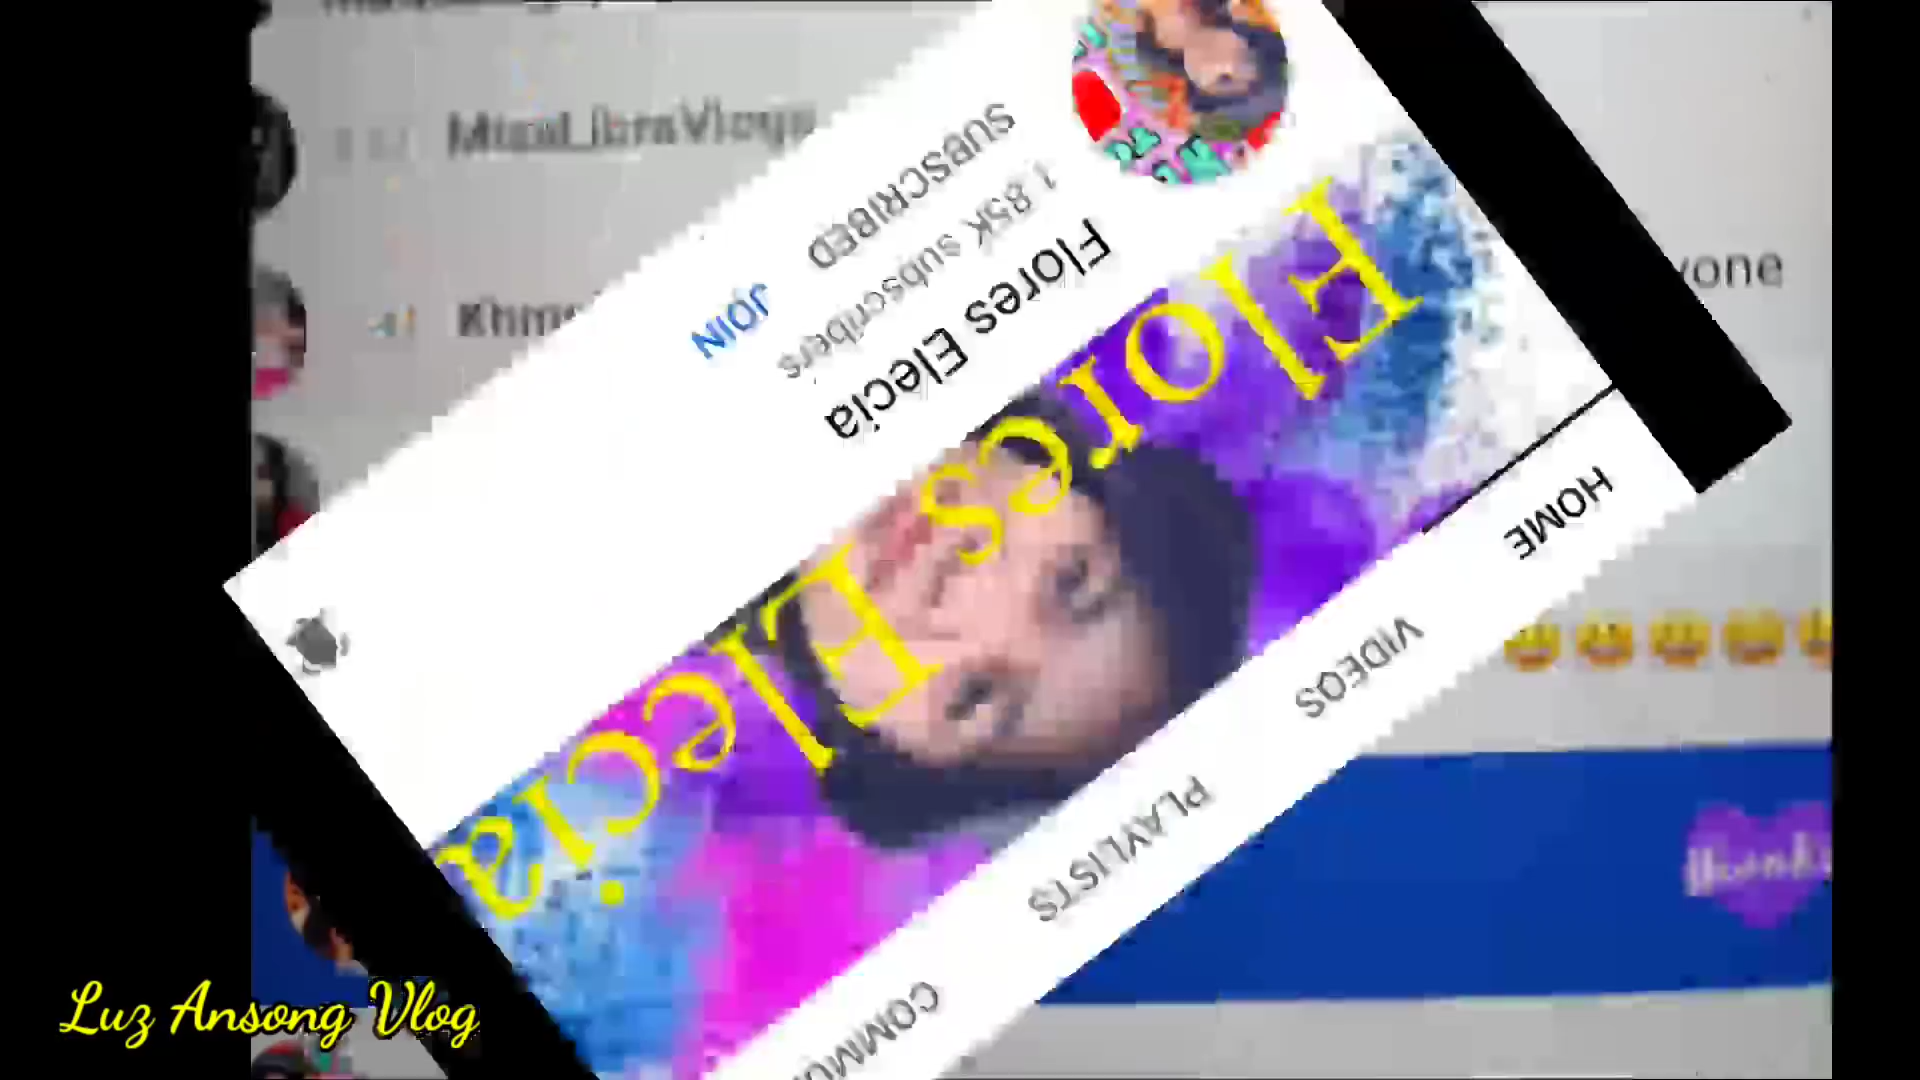 HOME
VIDEOS
PLAYLISTS
Flores Elecia
Flores Elecia
1.85K subscribers
SUBSCRIBED
JOIN
Luz Ansong Vlog